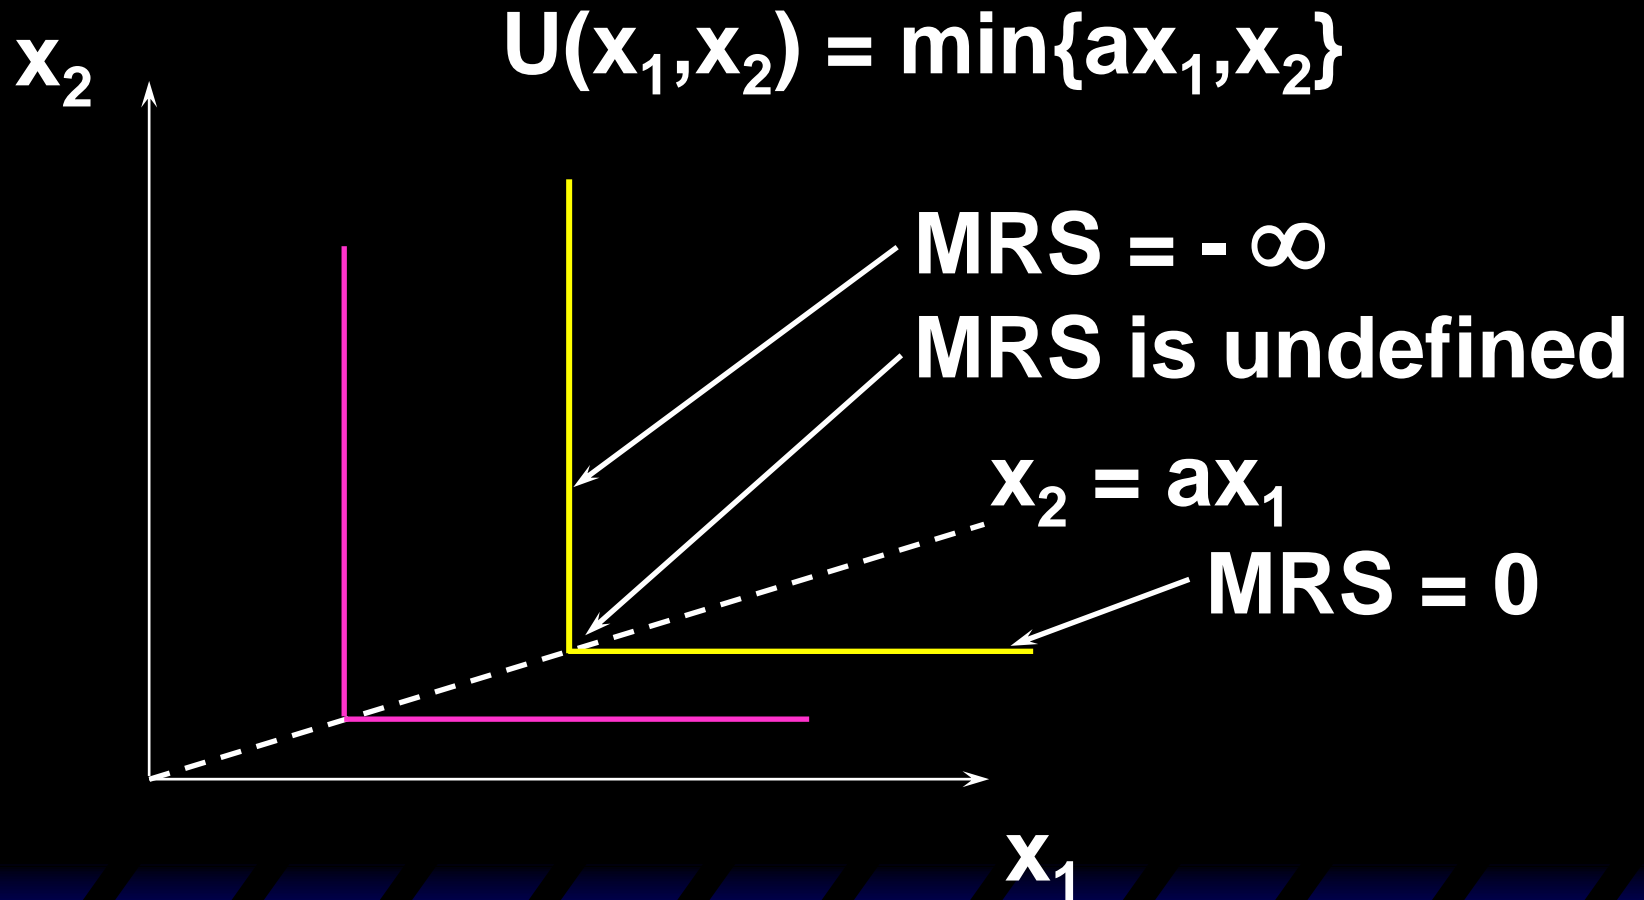 x₂
U(x₁,x₂) = min{ax₁,x₂}
MRS = - ∞
MRS is undefined
x₂ = ax₁
MRS = 0
x₁